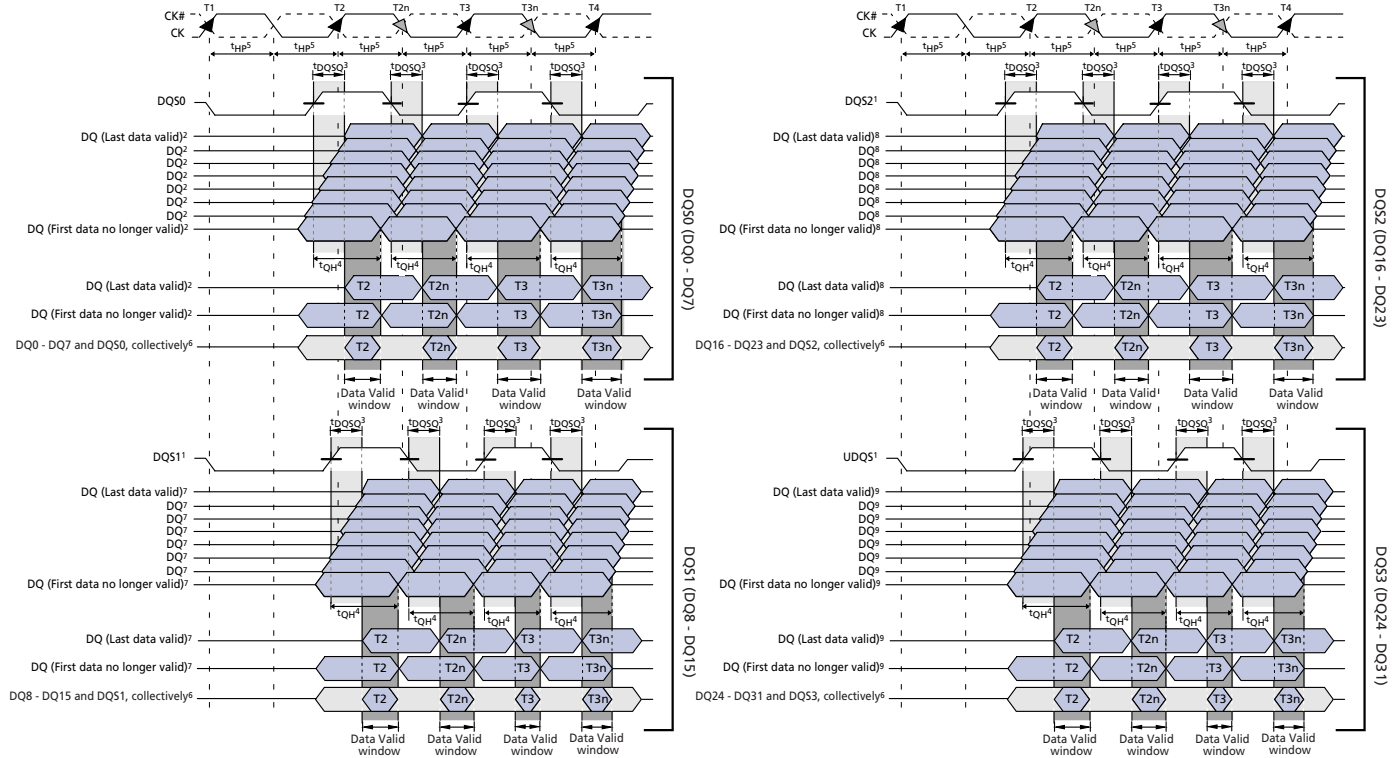 CK#
CK
T1
T2
T2n
T3
T3n
T4
tHP5 tHP5 tHP5 tHP5 tHP5 tHP5
tDQSQ3 tDQSQ3 tDQSQ3 tDQSQ3
DQS0
DQ (Last data valid)2
DQ2
DQ2
DQ2
DQ2
DQ2
DQ2
DQ (First data no longer valid)2
tQH4 tQH4 tQH4 tQH4
DQ (Last data valid)2
T2 T2n T3 T3n
DQ (First data no longer valid)2
T2 T2n T3 T3n
DQ0 - DQ7 and DQS0, collectively6
T2 T2n T3 T3n
Data Valid window
Data Valid window
Data Valid window
Data Valid window
DQS0 (DQ0 - DQ7)
tDQSQ3 tDQSQ3 tDQSQ3 tDQSQ3
DQS11
DQ (Last data valid)7
DQ7
DQ7
DQ7
DQ7
DQ7
DQ7
DQ (First data no longer valid)7
tQH4 tQH4 tQH4 tQH4
DQ (Last data valid)7
T2 T2n T3 T3n
DQ (First data no longer valid)7
T2 T2n T3 T3n
DQ8 - DQ15 and DQS1, collectively6
T2 T2n T3 T3n
Data Valid window
Data Valid window
Data Valid window
Data Valid window
DQS1 (DQ8 - DQ15)
CK#
CK
T1
T2
T2n
T3
T3n
T4
tHP5 tHP5 tHP5 tHP5 tHP5 tHP5
tDQSQ3 tDQSQ3 tDQSQ3 tDQSQ3
DQS21
DQ (Last data valid)8
DQ8
DQ8
DQ8
DQ8
DQ8
DQ8
DQ (First data no longer valid)8
tQH4 tQH4 tQH4 tQH4
DQ (Last data valid)8
T2 T2n T3 T3n
DQ (First data no longer valid)8
T2 T2n T3 T3n
DQ16 - DQ23 and DQS2, collectively6
T2 T2n T3 T3n
Data Valid window
Data Valid window
Data Valid window
Data Valid window
DQS2 (DQ16 - DQ23)
tDQSQ3 tDQSQ3 tDQSQ3 tDQSQ3
UDQS1
DQ (Last data valid)9
DQ9
DQ9
DQ9
DQ9
DQ9
DQ9
DQ (First data no longer valid)9
tQH4 tQH4 tQH4 tQH4
DQ (Last data valid)9
T2 T2n T3 T3n
DQ (First data no longer valid)9
T2 T2n T3 T3n
DQ24 - DQ31 and DQS3, collectively6
T2 T2n T3 T3n
Data Valid window
Data Valid window
Data Valid window
Data Valid window
DQS3 (DQ24 - DQ31)